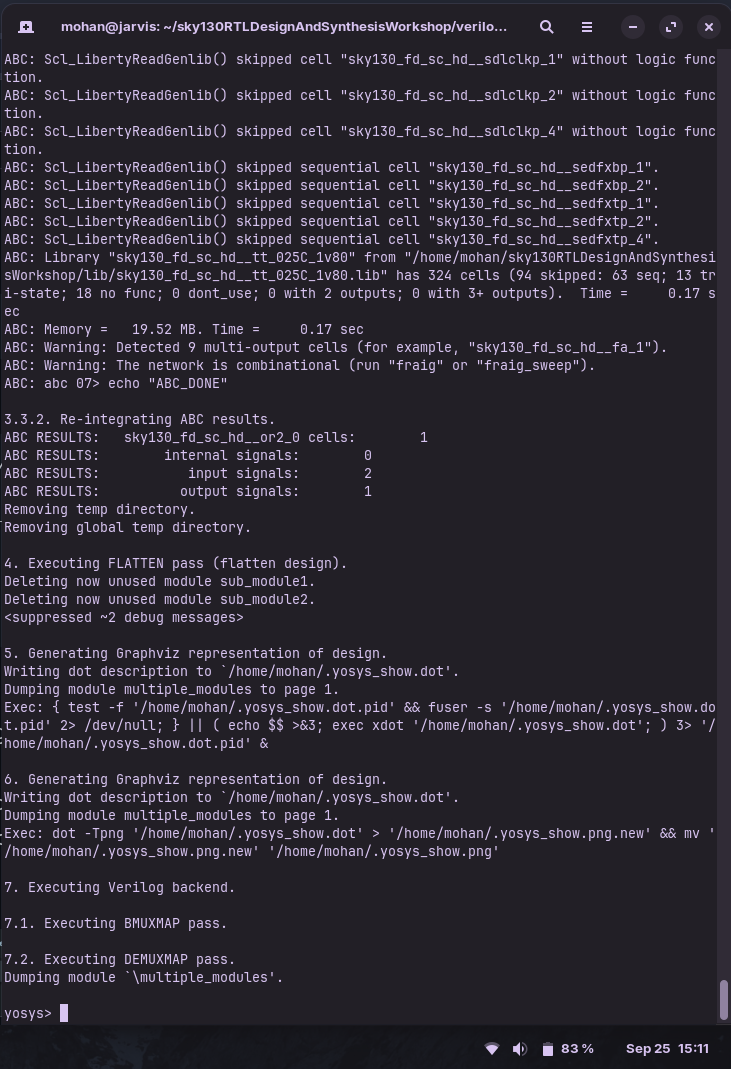 mohan@jarvis: ~/sky130RTLDesignAndSynthesisWorkshop/verilo...
ABC: Scl_LibertyReadGenlib() skipped cell "sky130_fd_sc_hd__sdlclkp_1" without logic func
tion.
ABC: Scl_LibertyReadGenlib() skipped cell "sky130_fd_sc_hd__sdlclkp_2" without logic func
tion.
ABC: Scl_LibertyReadGenlib() skipped cell "sky130_fd_sc_hd__sdlclkp_4" without logic func
tion.
ABC: Scl_LibertyReadGenlib() skipped sequential cell "sky130_fd_sc_hd__sedfxbp_1".
ABC: Scl_LibertyReadGenlib() skipped sequential cell "sky130_fd_sc_hd__sedfxbp_2".
ABC: Scl_LibertyReadGenlib() skipped sequential cell "sky130_fd_sc_hd__sedfxtp_1".
ABC: Scl_LibertyReadGenlib() skipped sequential cell "sky130_fd_sc_hd__sedfxtp_2".
ABC: Scl_LibertyReadGenlib() skipped sequential cell "sky130_fd_sc_hd__sedfxtp_4".
ABC: Library "sky130_fd_sc_hd__tt_025C_1v80" from "/home/mohan/sky130RTLDesignAndSynthesi
sWorkshop/lib/sky130_fd_sc_hd__tt_025C_1v80.lib" has 324 cells (94 skipped: 63 seq; 13 tr
i-state; 18 no func; 0 dont_use; 0 with 2 outputs; 0 with 3+ outputs).  Time =     0.17 s
ec
ABC: Memory =   19.52 MB. Time =     0.17 sec
ABC: Warning: Detected 9 multi-output cells (for example, "sky130_fd_sc_hd__fa_1").
ABC: Warning: The network is combinational (run "fraig" or "fraig_sweep").
ABC: abc 07> echo "ABC_DONE"
3.3.2. Re-integrating ABC results.
ABC RESULTS:   sky130_fd_sc_hd__or2_0 cells:        1
ABC RESULTS:        internal signals:        0
ABC RESULTS:           input signals:        2
ABC RESULTS:          output signals:        1
Removing temp directory.
Removing global temp directory.
4. Executing FLATTEN pass (flatten design).
Deleting now unused module sub_module1.
Deleting now unused module sub_module2.
<suppressed ~2 debug messages>
5. Generating Graphviz representation of design.
Writing dot description to `/home/mohan/.yosys_show.dot'.
Dumping module multiple_modules to page 1.
Exec: { test -f '/home/mohan/.yosys_show.dot.pid' && fuser -s '/home/mohan/.yosys_show.do
t.pid' 2> /dev/null; } || ( echo $$ >&3; exec xdot '/home/mohan/.yosys_show.dot'; ) 3> '/
home/mohan/.yosys_show.dot.pid' &
6. Generating Graphviz representation of design.
Writing dot description to `/home/mohan/.yosys_show.dot'.
Dumping module multiple_modules to page 1.
Exec: dot -Tpng '/home/mohan/.yosys_show.dot' > '/home/mohan/.yosys_show.png.new' && mv '
/home/mohan/.yosys_show.png.new' '/home/mohan/.yosys_show.png'
7. Executing Verilog backend.
7.1. Executing BMUXMAP pass.
7.2. Executing DEMUXMAP pass.
Dumping module `\multiple_modules'.
yosys>
83 % Sep 25 15:11